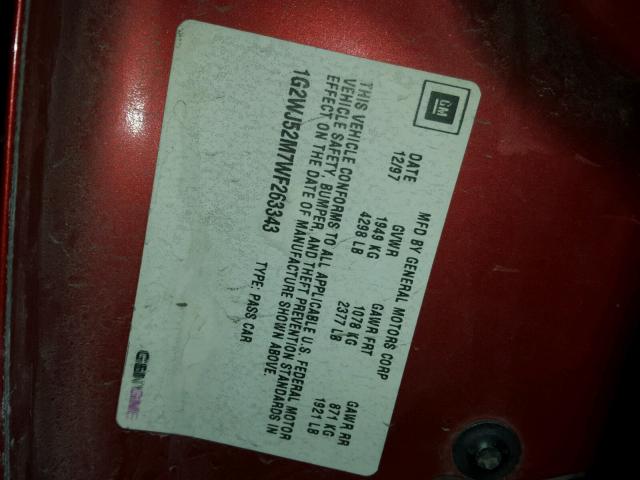 GM
MFD BY GENERAL MOTORS CORP
DATE GVWR GAWR FRT GAWR RR
12/97 1949 KG 1078 KG 871 KG
4298 LB 2377 LB 1921 LB
THIS VEHICLE CONFORMS TO ALL APPLICABLE U.S. FEDERAL MOTOR
VEHICLE SAFETY, BUMPER, AND THEFT PREVENTION STANDARDS IN
EFFECT ON THE DATE OF MANUFACTURE SHOWN ABOVE.
1G2WJ52M7WF263343 TYPE: PASS CAR